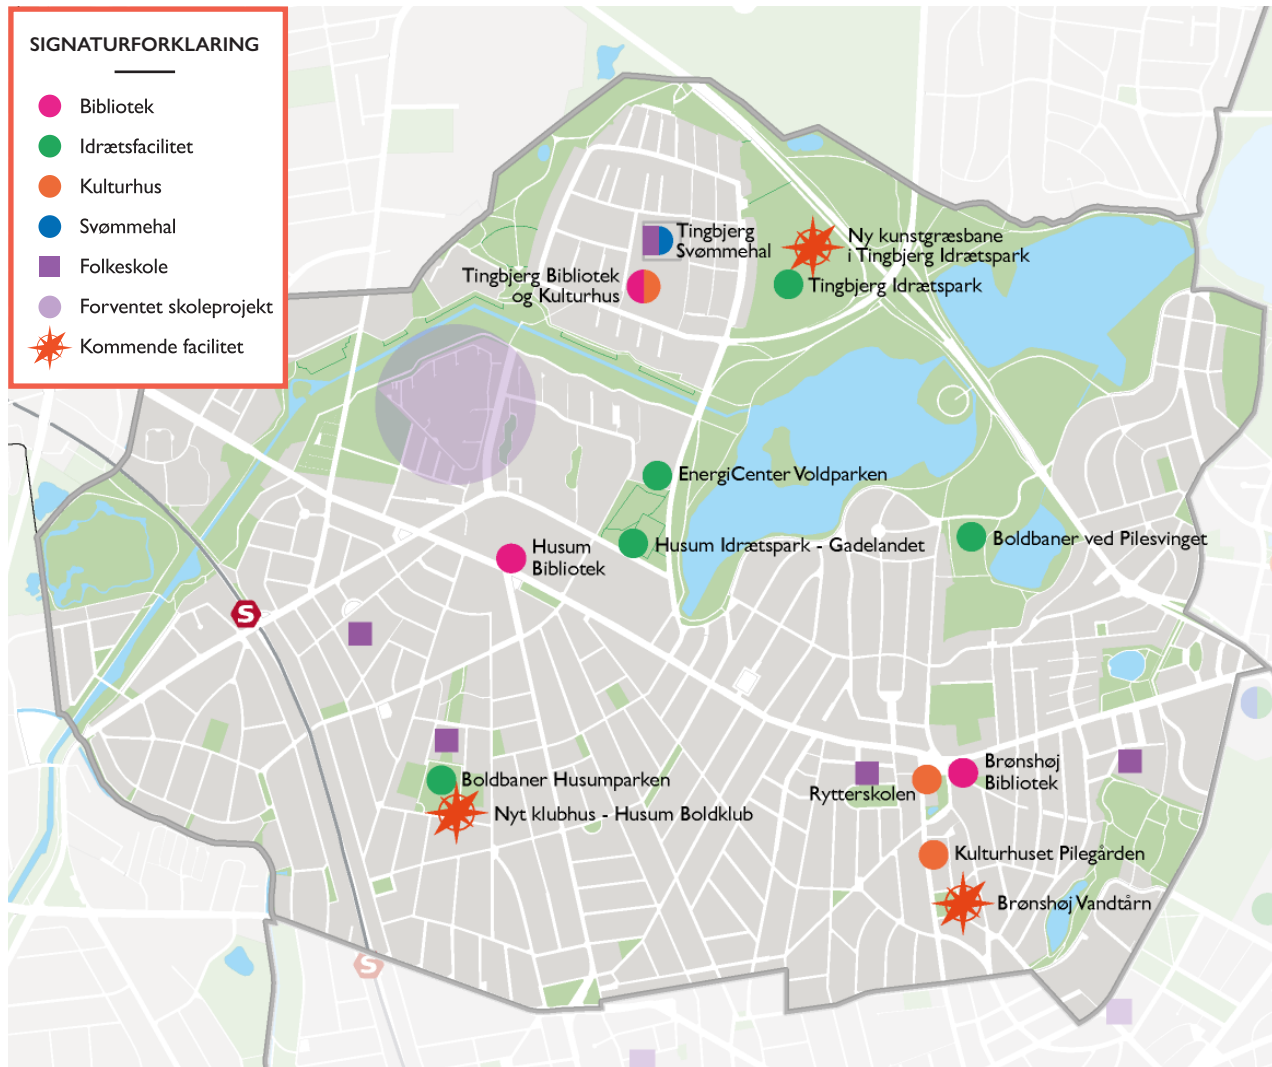 SIGNATURFORKLARING
Bibliotek
Idrætsfacilitet
Kulturhus
Svømmehal
Folkeskole
Forventet skoleprojekt
Kommende facilitet
Tingbjerg
Svømmehal
Ny kunstgræsbane
i Tingbjerg Idrætspark
Tingbjerg Bibliotek
og Kulturhus
Tingbjerg Idrætspark
EnergiCenter Voldparken
Husum
Bibliotek
Husum Idrætspark - Gadelandet
Boldbaner ved Pilesvinget
S
Boldbaner Husumparken
Nyt klubhus - Husum Boldklub
Brønshøj
Bibliotek
Rytterskolen
Kulturhuset Pilegården
Brønshøj Vandtårn
S